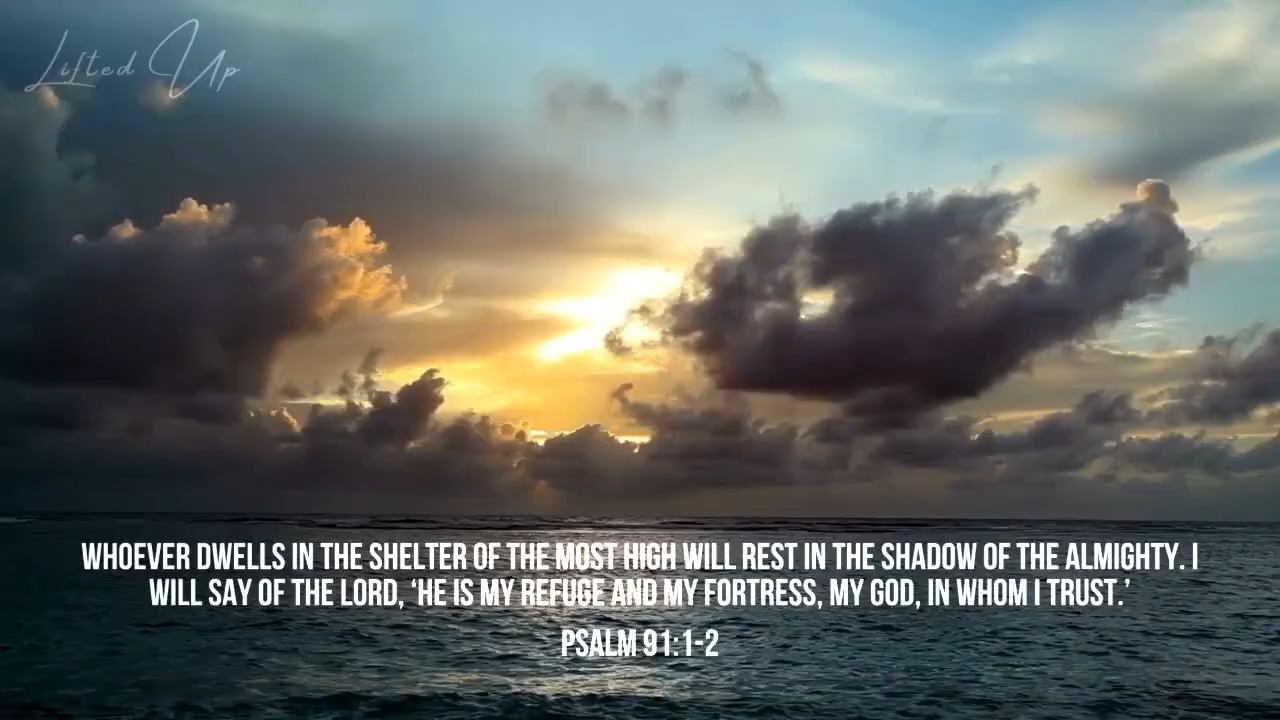 Lifted Up
WHOEVER DWELLS IN THE SHELTER OF THE MOST HIGH WILL REST IN THE SHADOW OF THE ALMIGHTY. I
WILL SAY OF THE LORD, ‘HE IS MY REFUGE AND MY FORTRESS, MY GOD, IN WHOM I TRUST.’
PSALM 91:1-2